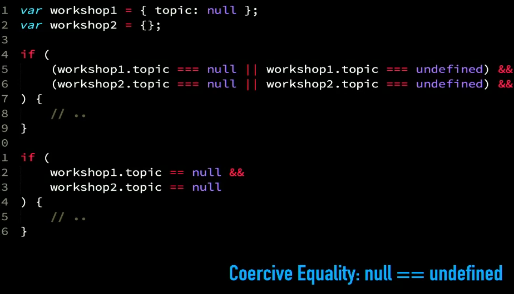 1 var workshop1 = { topic: null };
2 var workshop2 = {};
3
4 if (
5 (workshop1.topic === null || workshop1.topic === undefined) &&
6 (workshop2.topic === null || workshop2.topic === undefined) &&
7 ) {
8 // ..
9 }
0
1 if (
2 workshop1.topic == null &&
3 workshop2.topic == null
4 ) {
5 // ..
6 }
Coercive Equality: null == undefined